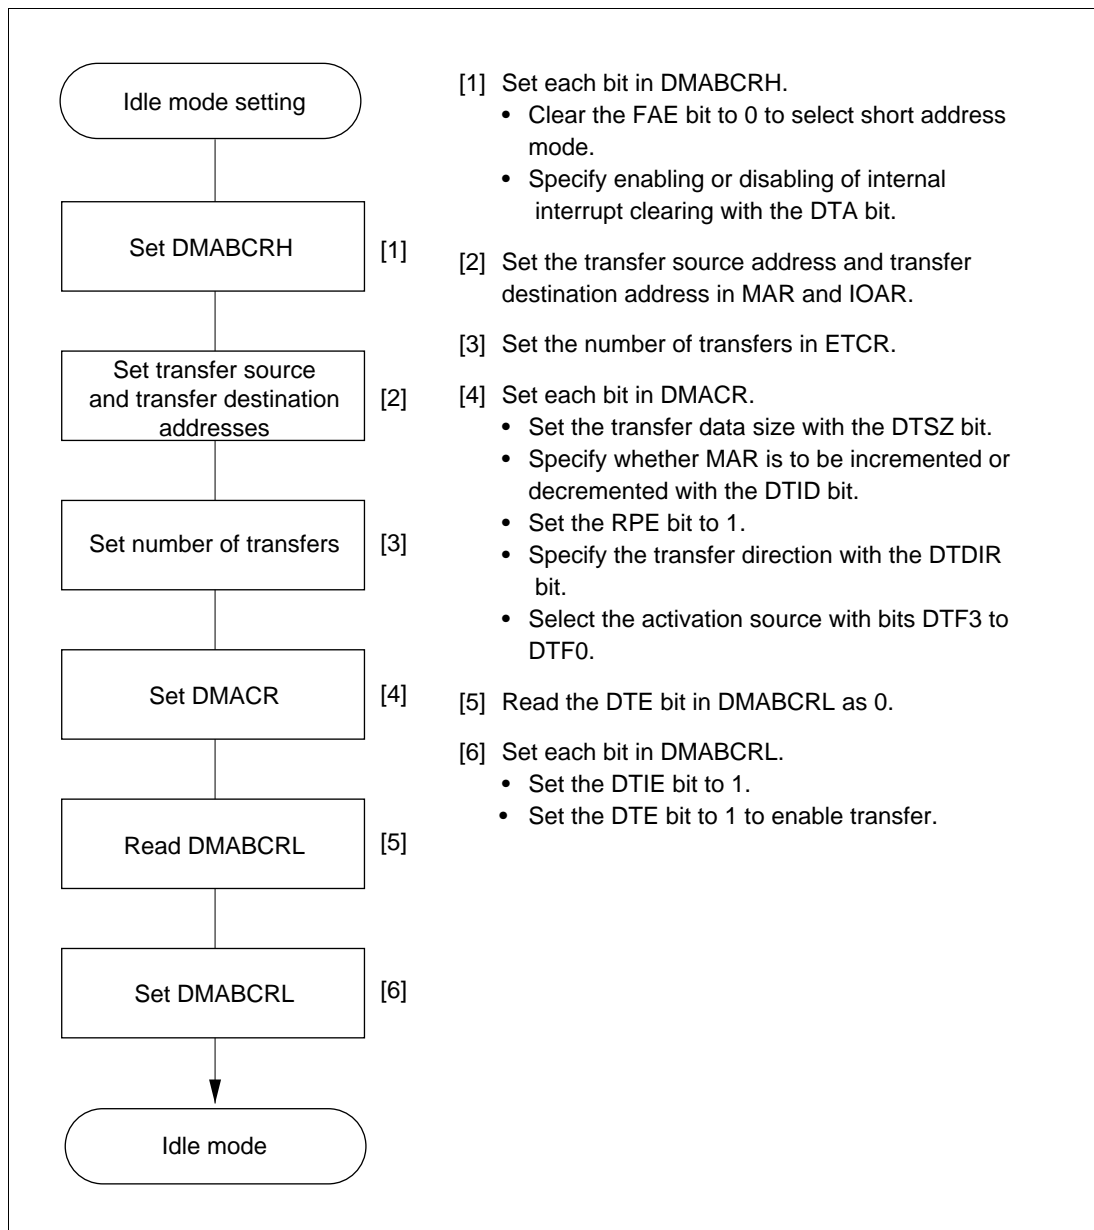 Idle mode setting
Set DMABCRH
[1]
Set transfer source
and transfer destination
addresses
[2]
Set number of transfers
[3]
Set DMACR
[4]
Read DMABCRL
[5]
Set DMABCRL
[6]
Idle mode
[1] Set each bit in DMABCRH.
• Clear the FAE bit to 0 to select short address
mode.
• Specify enabling or disabling of internal
interrupt clearing with the DTA bit.
[2] Set the transfer source address and transfer
destination address in MAR and IOAR.
[3] Set the number of transfers in ETCR.
[4] Set each bit in DMACR.
• Set the transfer data size with the DTSZ bit.
• Specify whether MAR is to be incremented or
decremented with the DTID bit.
• Set the RPE bit to 1.
• Specify the transfer direction with the DTDIR
bit.
• Select the activation source with bits DTF3 to
DTF0.
[5] Read the DTE bit in DMABCRL as 0.
[6] Set each bit in DMABCRL.
• Set the DTIE bit to 1.
• Set the DTE bit to 1 to enable transfer.